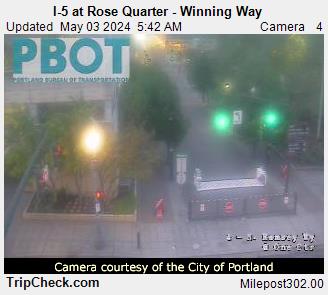 I-5 at Rose Quarter - Winning Way
Updated May 03 2024 5:42 AM Camera 4
PBOT
PORTLAND BUREAU OF TRANSPORTATION
Camera courtesy of the City of Portland
TripCheck.com Milepost302.00